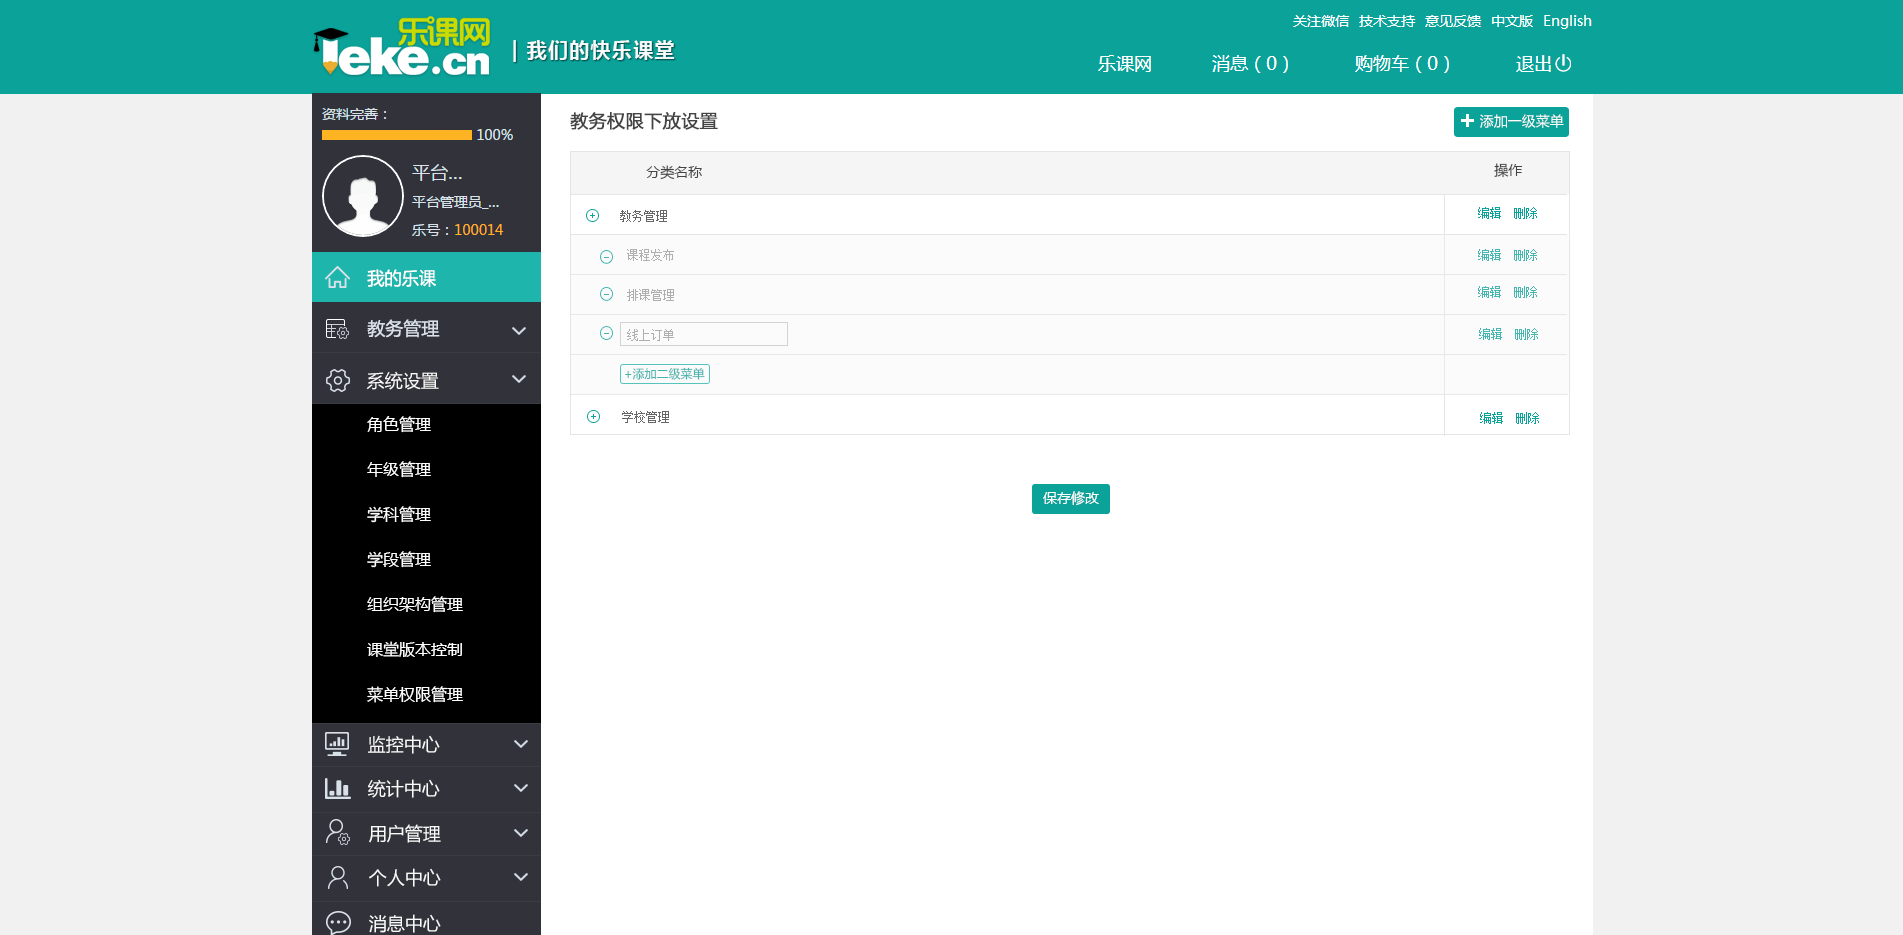 关注微信 技术支持 意见反馈 中文版 English
乐课网
leke.cn
| 我们的快乐课堂
乐课网 消息 ( 0 ) 购物车 ( 0 ) 退出
资料完善：
100%
平台...
平台管理员_...
乐号：100014
我的乐课
教务管理
系统设置
角色管理
年级管理
学科管理
学段管理
组织架构管理
课堂版本控制
菜单权限管理
监控中心
统计中心
用户管理
个人中心
消息中心
教务权限下放设置
添加一级菜单
分类名称 操作
教务管理 编辑 删除
课程发布 编辑 删除
排课管理 编辑 删除
线上订单 编辑 删除
+添加二级菜单
学校管理 编辑 删除
保存修改